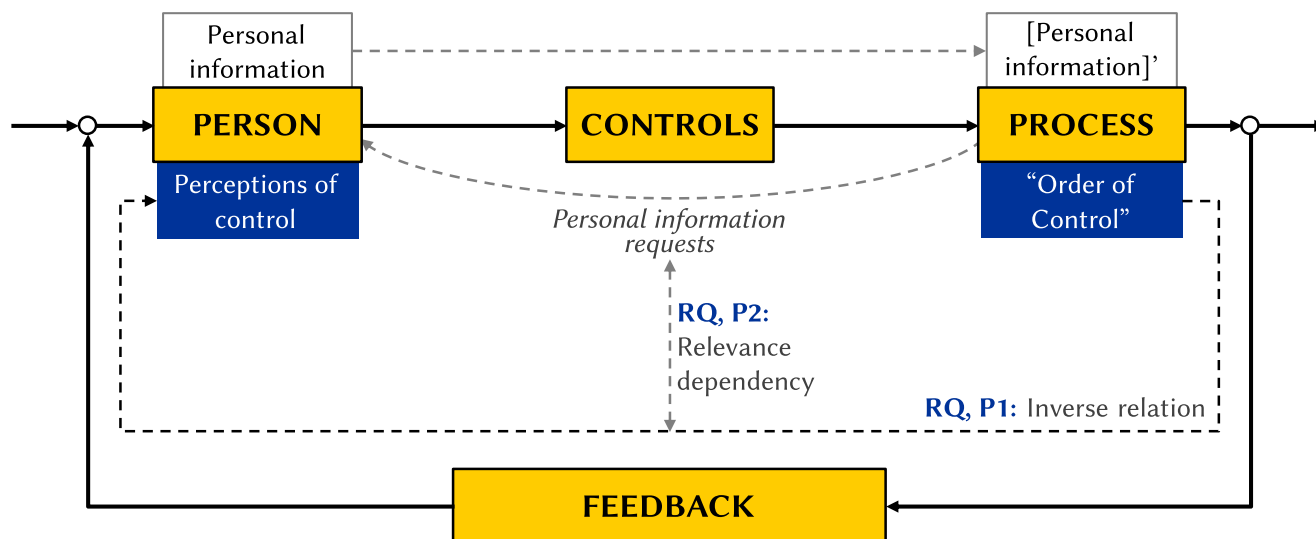 Personal
information
[Personal
information]’
PERSON
CONTROLS
PROCESS
Perceptions of
control
“Order of
Control”
Personal information
requests
RQ, P2:
Relevance
dependency
RQ, P1: Inverse relation
FEEDBACK